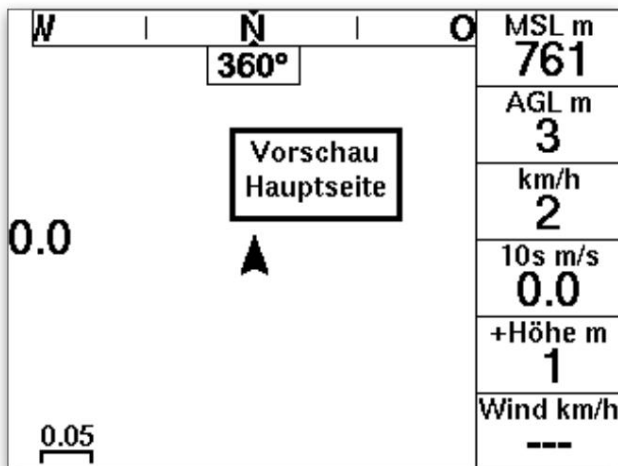 W N O
360°
Vorschau
Hauptseite
0.0
0.05
MSL m
761
AGL m
3
km/h
2
10s m/s
0.0
+Höhe m
1
Wind km/h
---